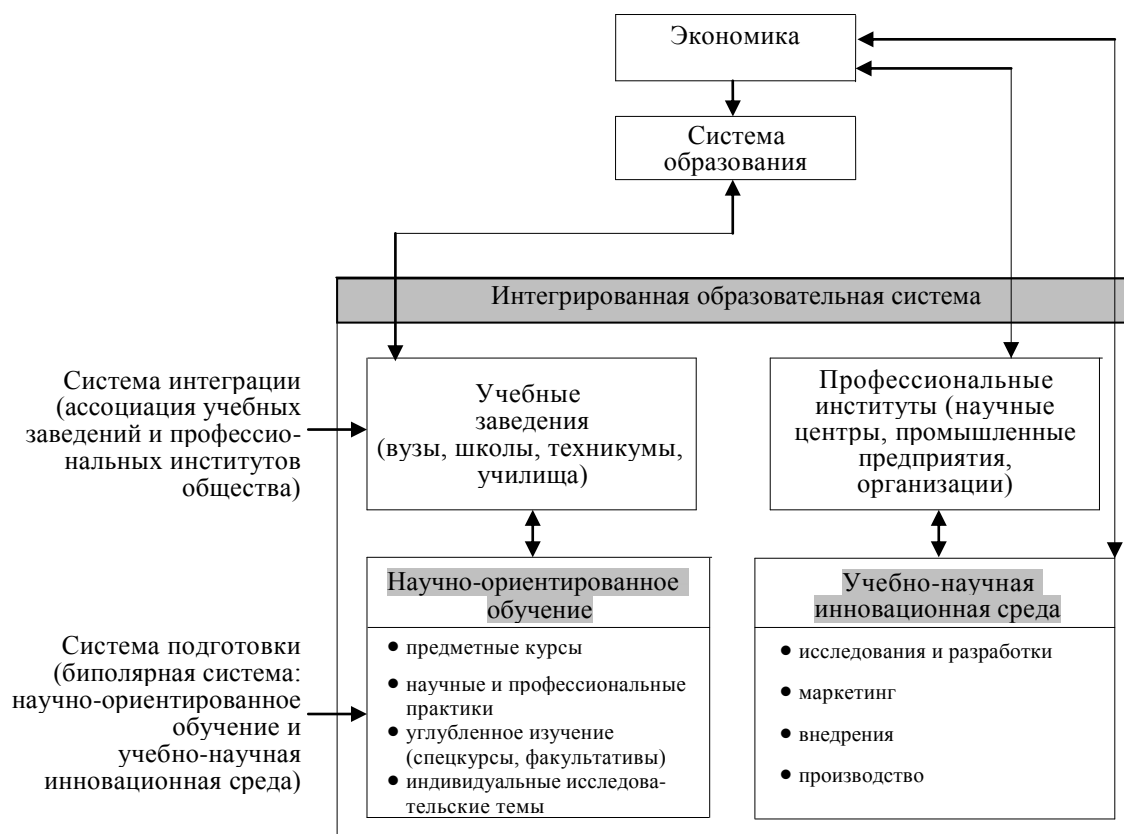 Экономика
Система
образования
Интегрированная образовательная система
Система интеграции
(ассоциация учебных
заведений и профессио-
нальных институтов
общества)
Учебные
заведения
(вузы, школы, техникумы,
училища)
Профессиональные
институты (научные
центры, промышленные
предприятия,
организации)
Система подготовки
(биполярная система:
научно-ориентированное
обучение и
учебно-научная
инновационная среда)
Научно-ориентированное
обучение
• предметные курсы
• научные и профессиональные
практики
• углубленное изучение
(спецкурсы, факультативы)
• индивидуальные исследова-
тельские темы
Учебно-научная
инновационная среда
• исследования и разработки
• маркетинг
• внедрения
• производство